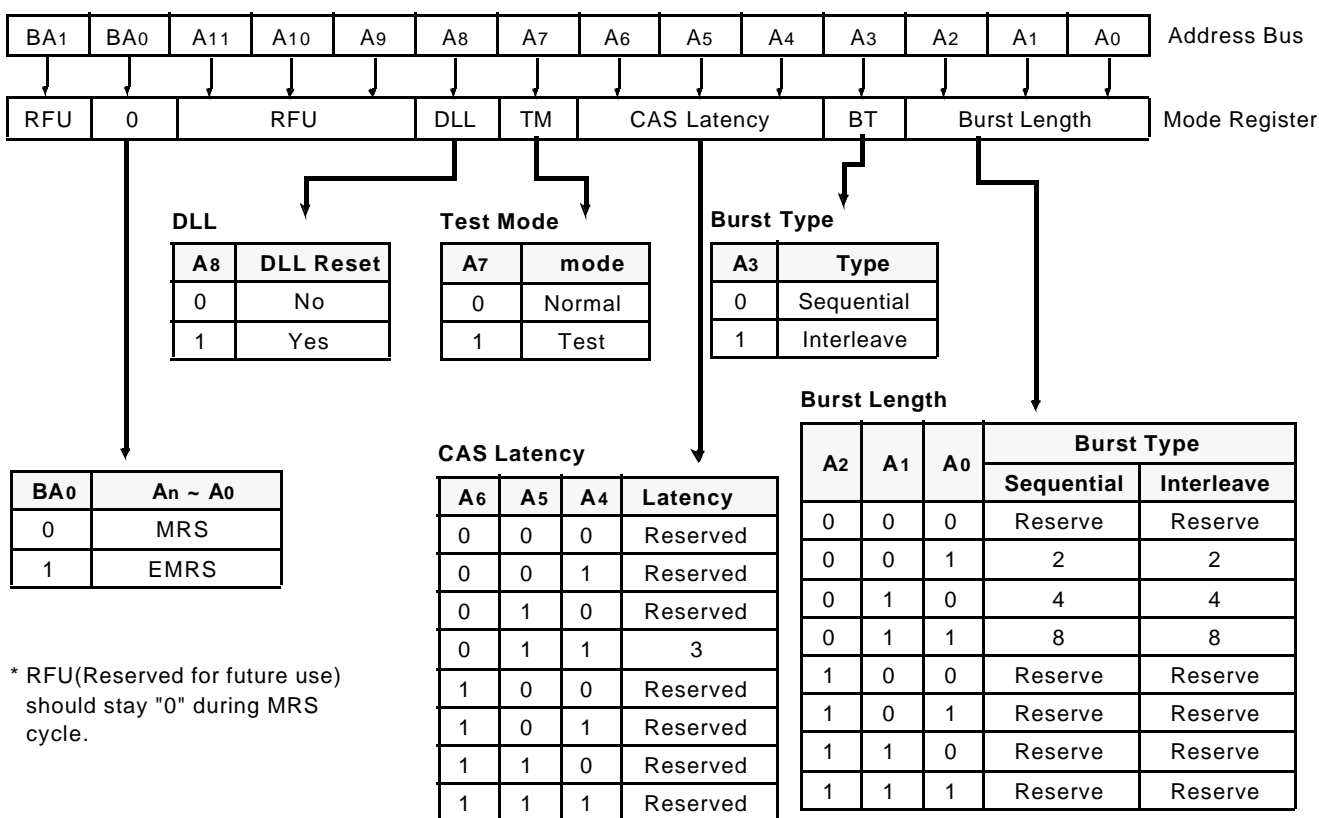 BA1 BA0 A11 A10 A9 A8 A7 A6 A5 A4 A3 A2 A1 A0 Address Bus
RFU 0 RFU DLL TM CAS Latency BT Burst Length Mode Register
DLL
A8 DLL Reset
0 No
1 Yes
Test Mode
A7 mode
0 Normal
1 Test
Burst Type
A3 Type
0 Sequential
1 Interleave
BA0 An ~ A0
0 MRS
1 EMRS
* RFU(Reserved for future use)
should stay "0" during MRS
cycle.
CAS Latency
A6 A5 A4 Latency
0 0 0 Reserved
0 0 1 Reserved
0 1 0 Reserved
0 1 1 3
1 0 0 Reserved
1 0 1 Reserved
1 1 0 Reserved
1 1 1 Reserved
Burst Length
A2 A1 A0 Burst Type
Sequential Interleave
0 0 0 Reserve Reserve
0 0 1 2 2
0 1 0 4 4
0 1 1 8 8
1 0 0 Reserve Reserve
1 0 1 Reserve Reserve
1 1 0 Reserve Reserve
1 1 1 Reserve Reserve